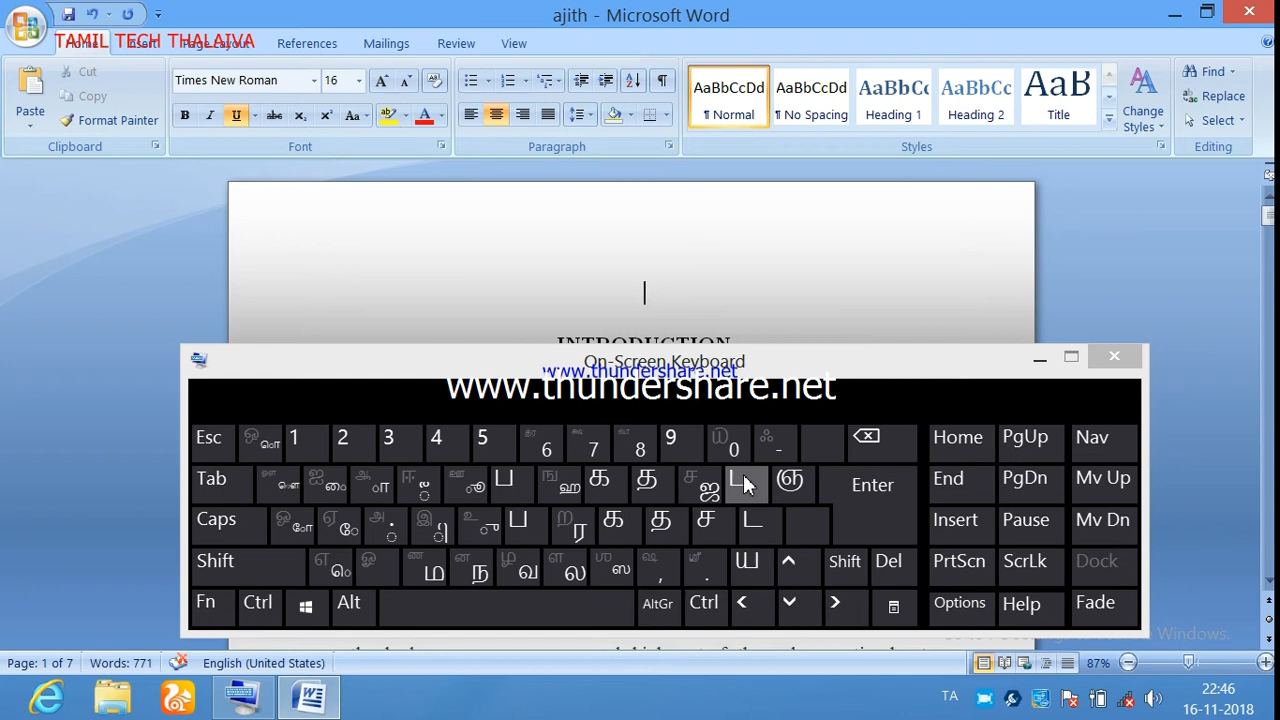 ajith - Microsoft Word
TAMIL TECH THALAIVA
References Mailings Review View
Cut
Copy
Format Painter
Paste
Times New Roman 16
AaBbCcDd AaBbCcDd AaBbCc AaBbCc AaB
¶ Normal ¶ No Spacing Heading 1 Heading 2 Title
Change Styles
Find
Replace
Select
Clipboard Font Paragraph Styles Editing
INTRODUCTION
On-Screen Keyboard
www.thundershare.net
www.thundershare.net
Esc 1 2 3 4 5 6 7 8 9 0 - Home PgUp Nav
Tab ப ஹ க த ஜ ட ஞ Enter End PgDn Mv Up
Caps ப ர க த ச ட Insert Pause Mv Dn
Shift ம ந வ ல ஸ , . ய Shift Del PrtScn ScrLk Dock
Fn Ctrl Alt AltGr Ctrl Options Help Fade
Page: 1 of 7 Words: 771 English (United States) 87%
TA 22:46
16-11-2018